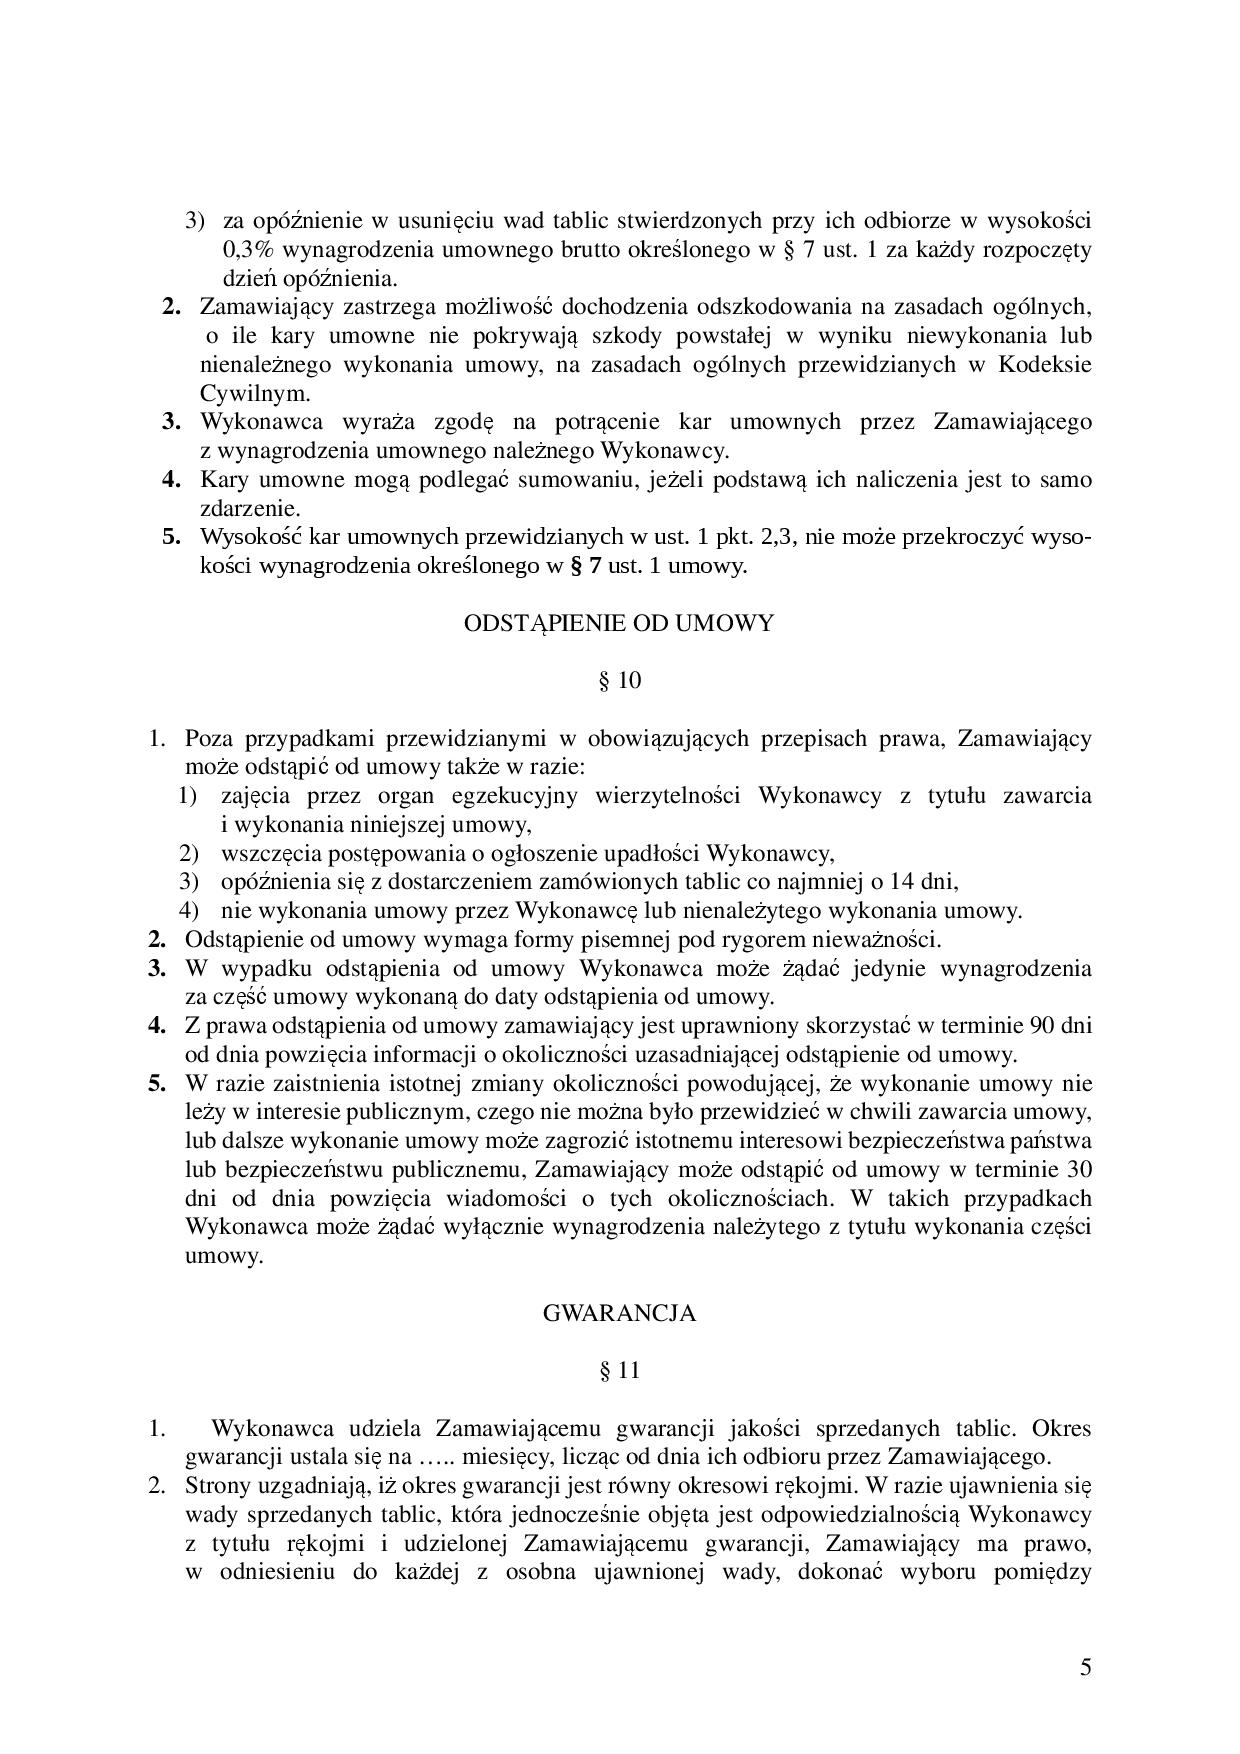 3) za opóźnienie w usunięciu wad tablic stwierdzonych przy ich odbiorze w wysokości
0,3% wynagrodzenia umownego brutto określonego w § 7 ust. 1 za każdy rozpoczęty
dzień opóźnienia.
2. Zamawiający zastrzega możliwość dochodzenia odszkodowania na zasadach ogólnych,
o ile kary umowne nie pokrywają szkody powstałej w wyniku niewykonania lub
nienależnego wykonania umowy, na zasadach ogólnych przewidzianych w Kodeksie
Cywilnym.
3. Wykonawca wyraża zgodę na potrącenie kar umownych przez Zamawiającego
z wynagrodzenia umownego należnego Wykonawcy.
4. Kary umowne mogą podlegać sumowaniu, jeżeli podstawą ich naliczenia jest to samo
zdarzenie.
5. Wysokość kar umownych przewidzianych w ust. 1 pkt. 2,3, nie może przekroczyć wyso-
kości wynagrodzenia określonego w § 7 ust. 1 umowy.
ODSTĄPIENIE OD UMOWY
§ 10
1. Poza przypadkami przewidzianymi w obowiązujących przepisach prawa, Zamawiający
może odstąpić od umowy także w razie:
1) zajęcia przez organ egzekucyjny wierzytelności Wykonawcy z tytułu zawarcia
i wykonania niniejszej umowy,
2) wszczęcia postępowania o ogłoszenie upadłości Wykonawcy,
3) opóźnienia się z dostarczeniem zamówionych tablic co najmniej o 14 dni,
4) nie wykonania umowy przez Wykonawcę lub nienależytego wykonania umowy.
2. Odstąpienie od umowy wymaga formy pisemnej pod rygorem nieważności.
3. W wypadku odstąpienia od umowy Wykonawca może żądać jedynie wynagrodzenia
za część umowy wykonaną do daty odstąpienia od umowy.
4. Z prawa odstąpienia od umowy zamawiający jest uprawniony skorzystać w terminie 90 dni
od dnia powzięcia informacji o okoliczności uzasadniającej odstąpienie od umowy.
5. W razie zaistnienia istotnej zmiany okoliczności powodującej, że wykonanie umowy nie
leży w interesie publicznym, czego nie można było przewidzieć w chwili zawarcia umowy,
lub dalsze wykonanie umowy może zagrozić istotnemu interesowi bezpieczeństwa państwa
lub bezpieczeństwu publicznemu, Zamawiający może odstąpić od umowy w terminie 30
dni od dnia powzięcia wiadomości o tych okolicznościach. W takich przypadkach
Wykonawca może żądać wyłącznie wynagrodzenia należytego z tytułu wykonania części
umowy.
GWARANCJA
§ 11
1. Wykonawca udziela Zamawiającemu gwarancji jakości sprzedanych tablic. Okres
gwarancji ustala się na ….. miesięcy, licząc od dnia ich odbioru przez Zamawiającego.
2. Strony uzgadniają, iż okres gwarancji jest równy okresowi rękojmi. W razie ujawnienia się
wady sprzedanych tablic, która jednocześnie objęta jest odpowiedzialnością Wykonawcy
z tytułu rękojmi i udzielonej Zamawiającemu gwarancji, Zamawiający ma prawo,
w odniesieniu do każdej z osobna ujawnionej wady, dokonać wyboru pomiędzy
5